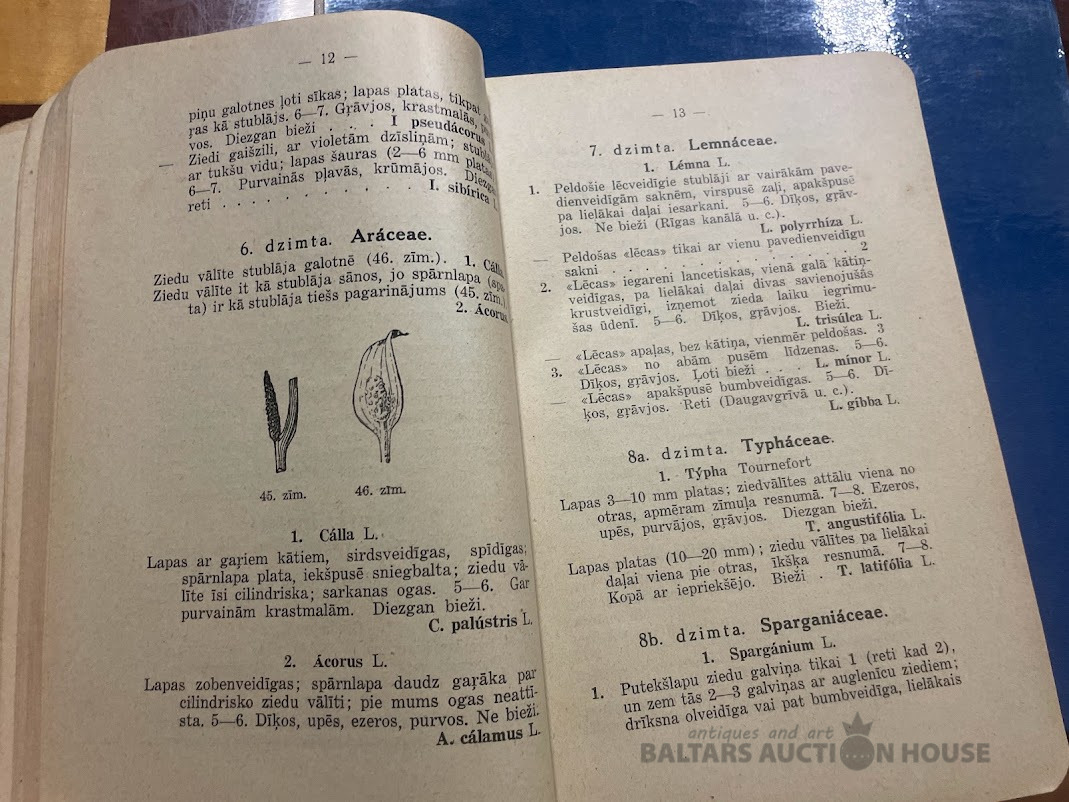 — 12 —
piņu galotnes ļoti sīkas; lapas platas, tikpat
ŗas kā stublājs. 6—7. Gŗāvjos, krastmalās,
vos. Diezgan bieži . . . I pseudácorus
— Ziedi gaišzili, ar violetām dzīsliņām;
ar tukšu vidu; lapas šauras (2—6 mm platas)
6—7. Purvainās pļavās, krūmājos. Diezgan
reti . . . . . . . . . . I. sibírica L.
6. dzimta. Aráceae.
Ziedu vālīte stublāja galotnē (46. zīm.). 1. Cálla
Ziedu vālīte it kā stublāja sānos, jo spārnlapa
ta) ir kā stublāja tiešs pagarinājums (45. zīm.)
2. Ácorus
45. zīm.
46. zīm.
1. Cálla L.
Lapas ar gaŗiem kātiem, sirdsveidīgas, spīdīgas;
spārnlapa plata, iekšpusē sniegbalta; ziedu vā-
līte īsi cilindriska; sarkanas ogas. 5—6. Gar
purvainām krastmalām. Diezgan bieži.
C. palústris L.
2. Ácorus L.
Lapas zobenveidīgas; spārnlapa daudz gaŗāka par
cilindrisko ziedu vālīti; pie mums ogas neattī-
sta. 5—6. Dīķos, upēs, ezeros, purvos. Ne bieži.
A. cálamus L.
— 13 —
7. dzimta. Lemnáceae.
1. Lémna L.
1. Peldošie lēcveidīgie stublāji ar vairākām pave-
dienveidīgām saknēm, virspuse zaļi, apakšpusē
pa lielākai daļai iesarkani. 5—6. Dīķos, gŗāv-
jos. Ne bieži (Rīgas kanālā u. c.).
L. polyrrhíza L.
— Peldošas «lēcas» tikai ar vienu pavedienveidīgu
sakni . . . . . . . . . . . . 2
2. «Lēcas» iegareni lancetiskas, vienā galā kātiņ-
veidīgas, pa lielākai daļai divas savienojušās
krustveidīgi, izņemot zieda laiku iegrimu-
šas ūdenī. 5—6. Dīķos, gŗāvjos. Bieži.
L. trisúlca L.
— «Lēcas» apaļas, bez kātiņa, vienmēr peldošas. 3
3. «Lēcas» no abām pusēm līdzenas. 5—6.
Dīķos, gŗāvjos. Ļoti bieži . . . L. mínor L.
— «Lēcas» apakšpusē bumbveidīgas. 5—6. Dī-
ķos, gŗāvjos. Reti (Daugavgrīvā u. c.).
L. gíbba L.
8a. dzimta. Typháceae.
1. Týpha Tournefort
Lapas 3—10 mm platas; ziedvālītes attālu viena no
otras, apmēram zīmuļa resnumā. 7—8. Ezeros,
upēs, purvājos, gŗāvjos. Diezgan bieži.
T. angustifólia L.
Lapas platas (10—20 mm); ziedu vālītes pa lielākai
daļai viena pie otras, īkšķa resnumā. 7—8.
Kopā ar iepriekšējo. Bieži . T. latifólia L.
8b. dzimta. Sparganiáceae.
1. Spargánium L.
1. Putekšlapu ziedu galviņa tikai 1 (reti kad 2),
un zem tās 2—3 galviņas ar auglenīcu ziediem;
drīksna olveidīga vai pat bumbveidīga, lielākais
antiques and art
BALTARS AUCTION HOUSE